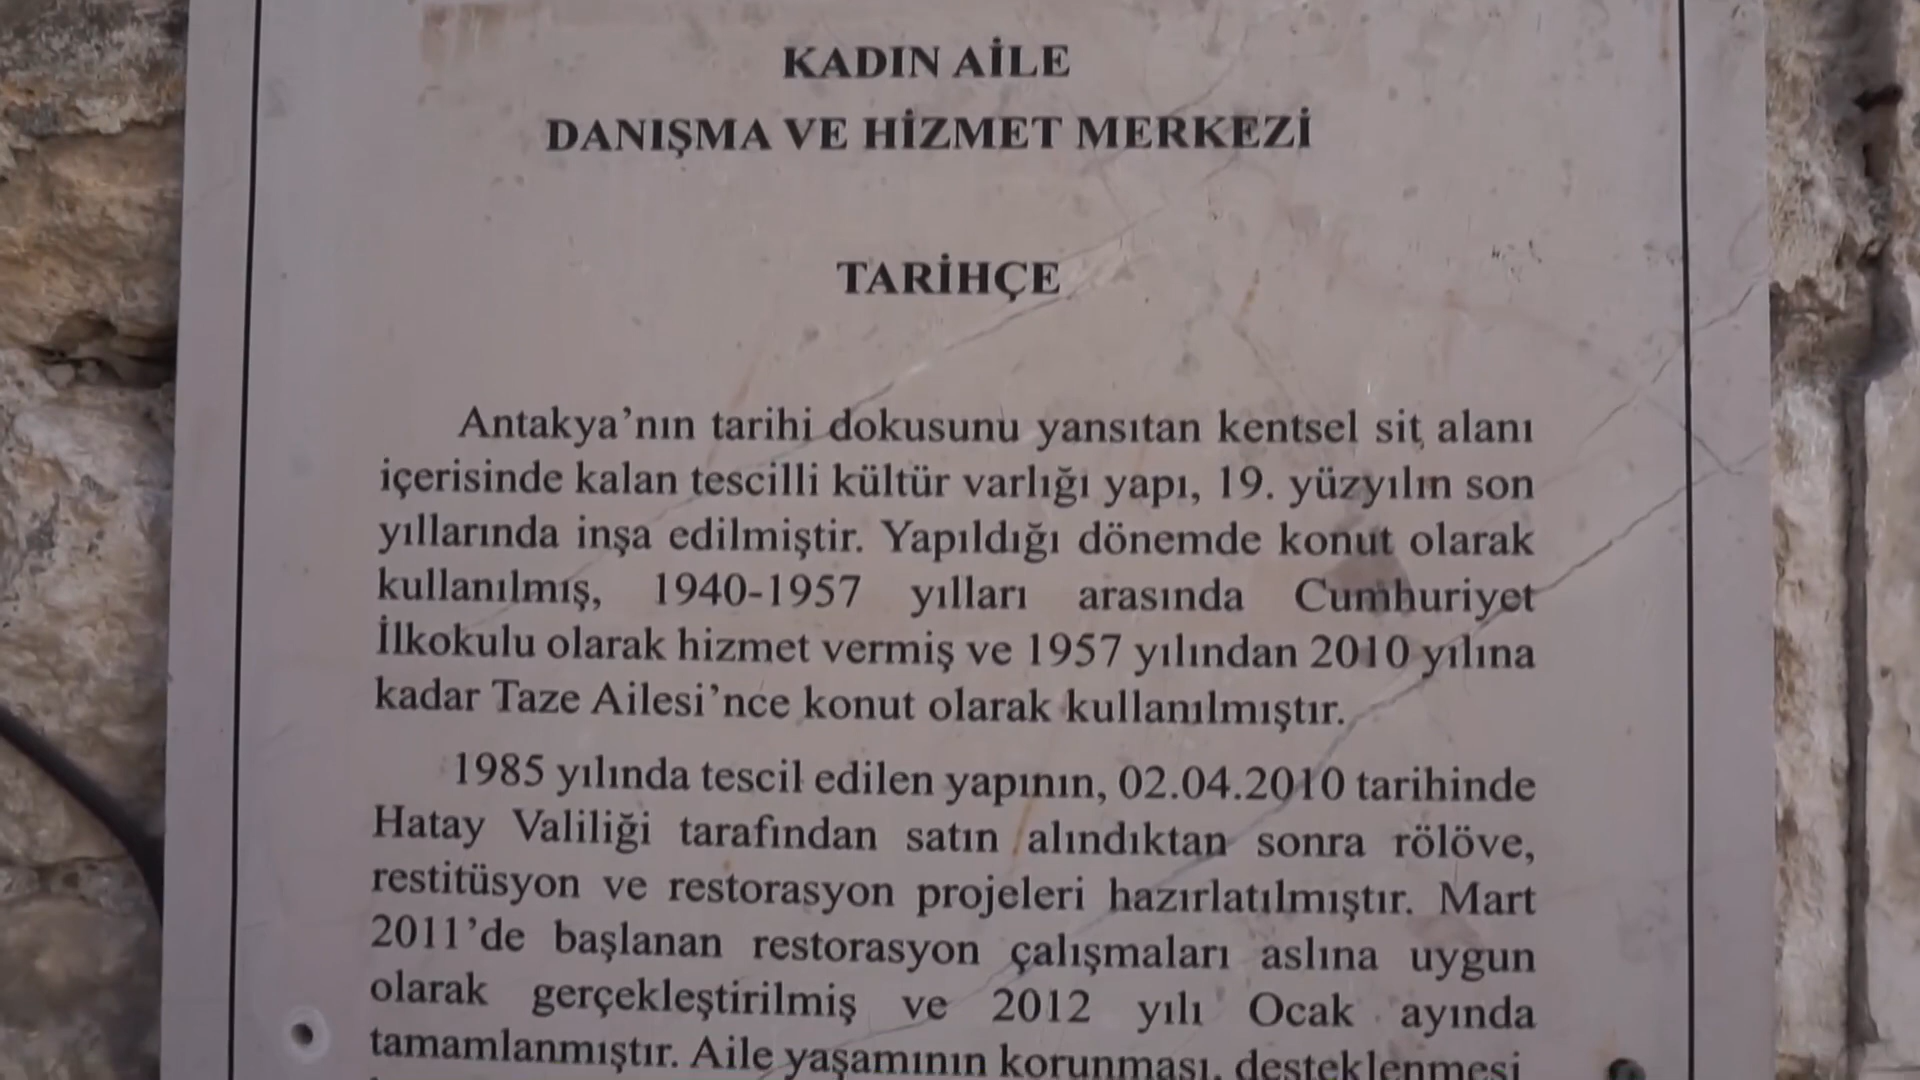 KADIN AİLE
DANIŞMA VE HİZMET MERKEZİ
TARİHÇE
Antakya’nın tarihi dokusunu yansıtan kentsel sit alanı
içerisinde kalan tescilli kültür varlığı yapı, 19. yüzyılın son
yıllarında inşa edilmiştir. Yapıldığı dönemde konut olarak
kullanılmış, 1940-1957 yılları arasında Cumhuriyet
İlkokulu olarak hizmet vermiş ve 1957 yılından 2010 yılına
kadar Taze Ailesi’nce konut olarak kullanılmıştır.
1985 yılında tescil edilen yapının, 02.04.2010 tarihinde
Hatay Valiliği tarafından satın alındıktan sonra rölöve,
restitüsyon ve restorasyon projeleri hazırlatılmıştır. Mart
2011’de başlanan restorasyon çalışmaları aslına uygun
olarak gerçekleştirilmiş ve 2012 yılı Ocak ayında
tamamlanmıştır. Aile yaşamının korunması, desteklenmesi